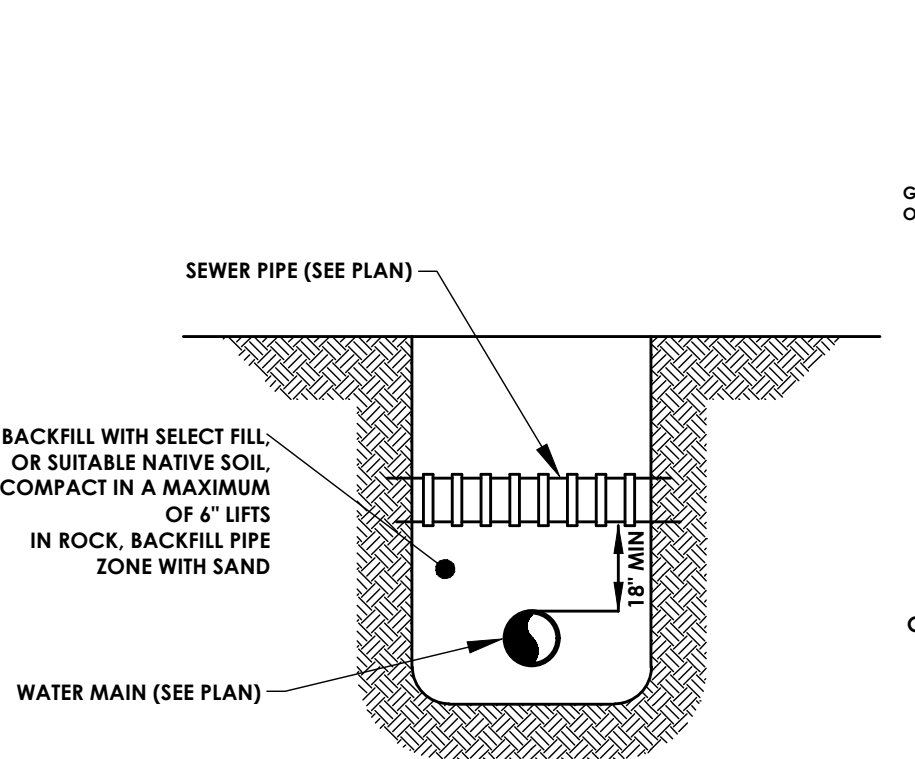 SEWER PIPE (SEE PLAN)
BACKFILL WITH SELECT FILL,
OR SUITABLE NATIVE SOIL,
COMPACT IN A MAXIMUM
OF 6" LIFTS
IN ROCK, BACKFILL PIPE
ZONE WITH SAND
18" MIN
WATER MAIN (SEE PLAN)